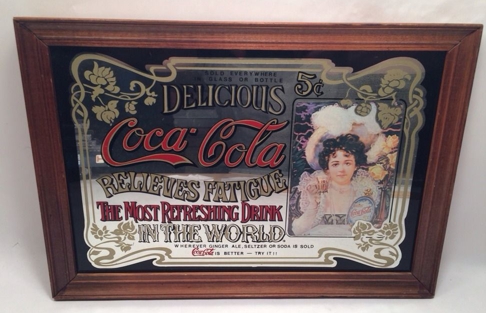 SOLD EVERYWHERE
IN GLASS OR BOTTLE
5¢
DELICIOUS
Coca-Cola
RELIEVES FATIGUE
THE MOST REFRESHING DRINK
IN THE WORLD.
WHEREVER GINGER ALE, SELTZER OR SODA IS SOLD
Coca-Cola IS BETTER — TRY IT!!